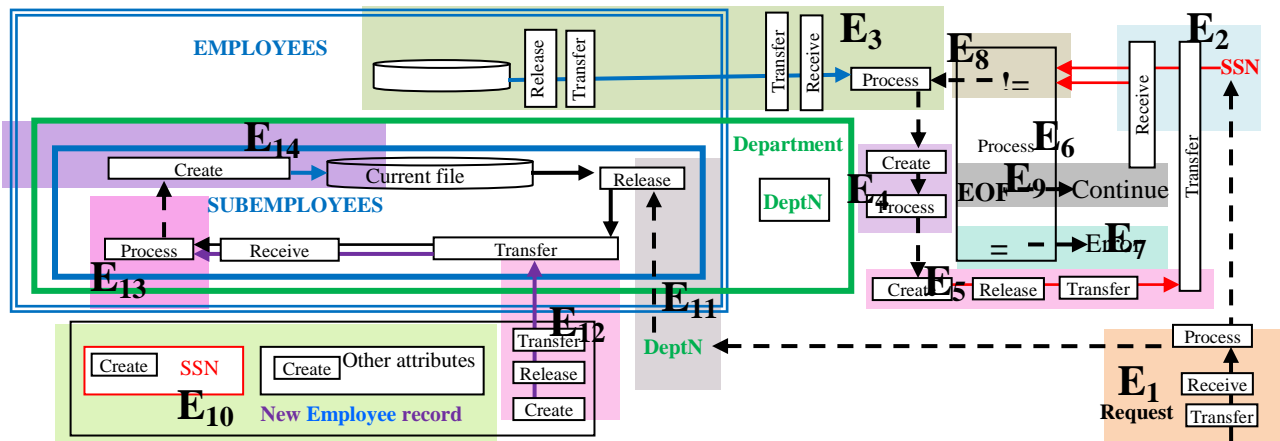 EMPLOYEES
Release
Transfer
Transfer
Receive
E3
Process
E8
!=
Receive
E2
SSN
Transfer
E14
Create
Current file
Release
SUBEMPLOYEES
Process
Receive
Transfer
E13
Department
DeptN
Create
E4
Process
Process
E6
EOF
E9
Continue
=
E7
Error
Create
E5
Release
Transfer
E11
DeptN
E12
Transfer
Release
Create
Create
SSN
E10
Create
Other attributes
New Employee record
Process
E1
Receive
Request
Transfer